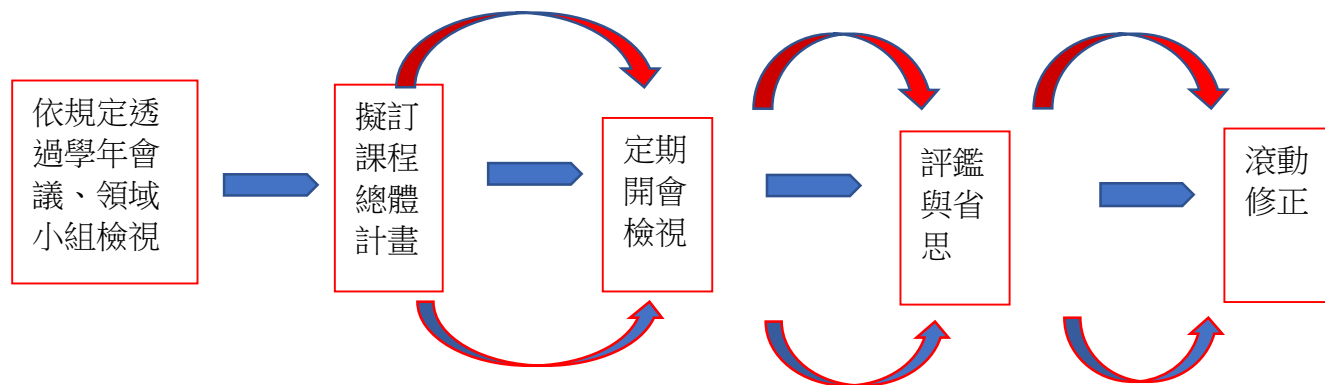 依規定透
過學年會
議、領域
小組檢視
擬訂
課程
總體
計畫
定期
開會
檢視
評鑑
與省
思
滾動
修正